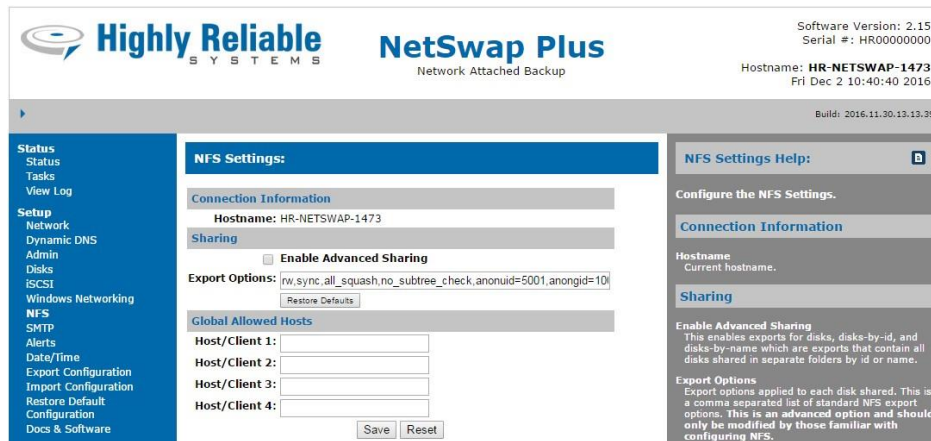 Highly Reliable
SYSTEMS
NetSwap Plus
Network Attached Backup
Software Version: 2.15
Serial #: HR00000000
Hostname: HR-NETSWAP-1473
Fri Dec 2 10:40:40 2016
Build: 2016.11.30.13.13.39
Status
Status
Tasks
View Log
Setup
Network
Dynamic DNS
Admin
Disks
iSCSI
Windows Networking
NFS
SMTP
Alerts
Date/Time
Export Configuration
Import Configuration
Restore Default
Configuration
Docs & Software
NFS Settings:
Connection Information
Hostname: HR-NETSWAP-1473
Sharing
Enable Advanced Sharing
Export Options: rw,sync,all_squash,no_subtree_check,anonuid=5001,anongid=100
Restore Defaults
Global Allowed Hosts
Host/Client 1:
Host/Client 2:
Host/Client 3:
Host/Client 4:
Save Reset
NFS Settings Help:
Configure the NFS Settings.
Connection Information
Hostname
Current hostname.
Sharing
Enable Advanced Sharing
This enables exports for disks, disks-by-id, and
disks-by-name which are exports that contain all
disks shared in separate folders by id or name.
Export Options
Export options applied to each disk shared. This is
a comma separated list of standard NFS export
options. This is an advanced option and should
only be modified by those familiar with
configuring NFS.